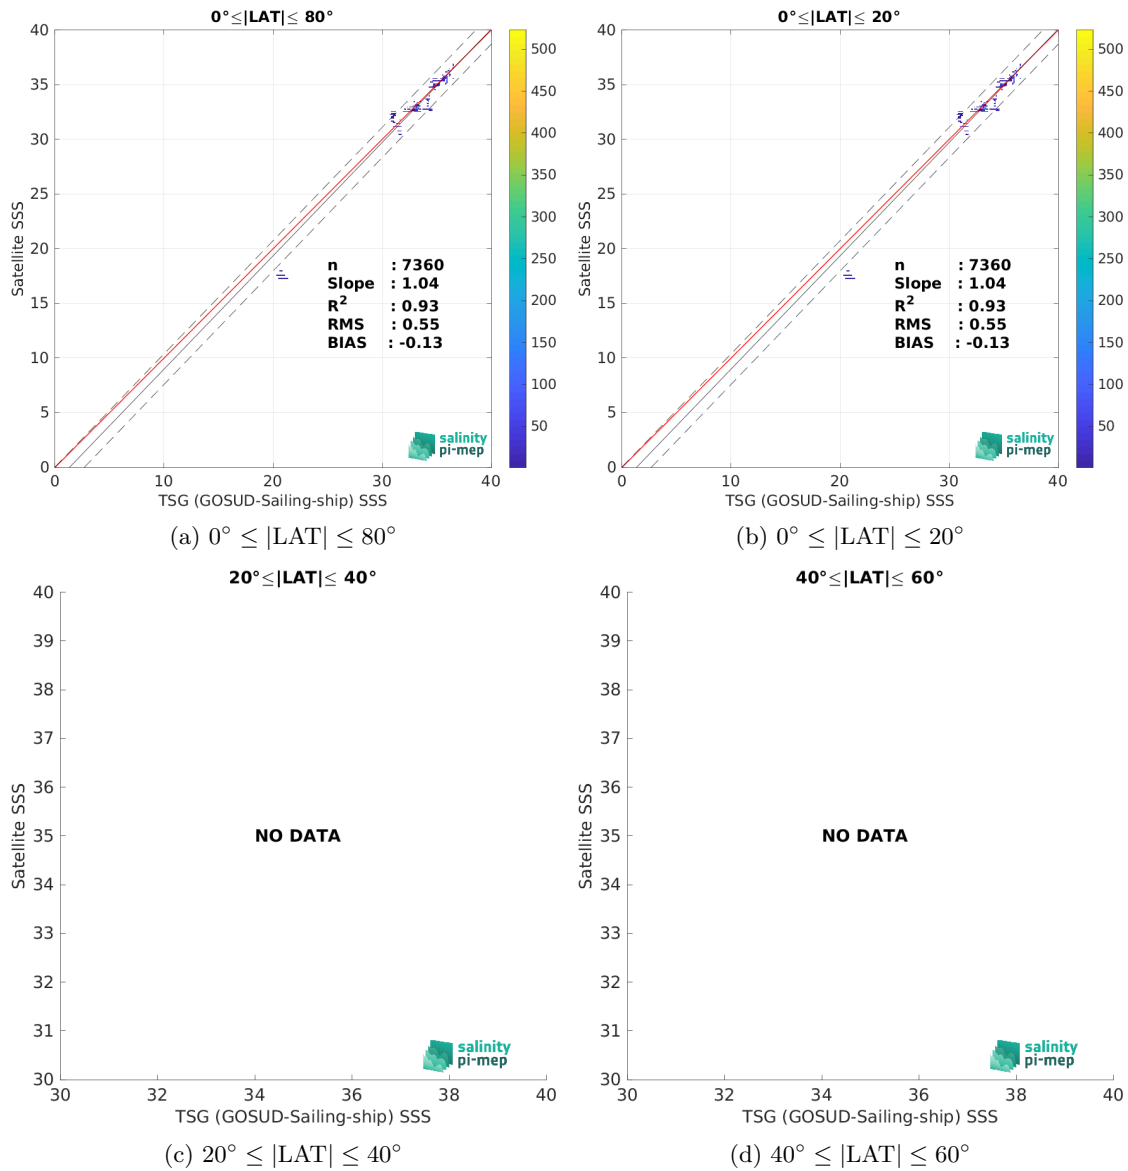 0°≤|LAT|≤ 80°
40
35
30
25
20
15
10
5
0
Satellite SSS
0
10
20
30
40
TSG (GOSUD-Sailing-ship) SSS
n : 7360
Slope : 1.04
R² : 0.93
RMS : 0.55
BIAS : -0.13
salinity
pi-mep
500
450
400
350
300
250
200
150
100
50
(a) 0° ≤ |LAT| ≤ 80°
0°≤|LAT|≤ 20°
40
35
30
25
20
15
10
5
0
Satellite SSS
0
10
20
30
40
TSG (GOSUD-Sailing-ship) SSS
n : 7360
Slope : 1.04
R² : 0.93
RMS : 0.55
BIAS : -0.13
salinity
pi-mep
500
450
400
350
300
250
200
150
100
50
(b) 0° ≤ |LAT| ≤ 20°
20°≤|LAT|≤ 40°
40
39
38
37
36
35
34
33
32
31
30
Satellite SSS
NO DATA
salinity
pi-mep
30
32
34
36
38
40
TSG (GOSUD-Sailing-ship) SSS
(c) 20° ≤ |LAT| ≤ 40°
40°≤|LAT|≤ 60°
40
39
38
37
36
35
34
33
32
31
30
Satellite SSS
NO DATA
salinity
pi-mep
30
32
34
36
38
40
TSG (GOSUD-Sailing-ship) SSS
(d) 40° ≤ |LAT| ≤ 60°